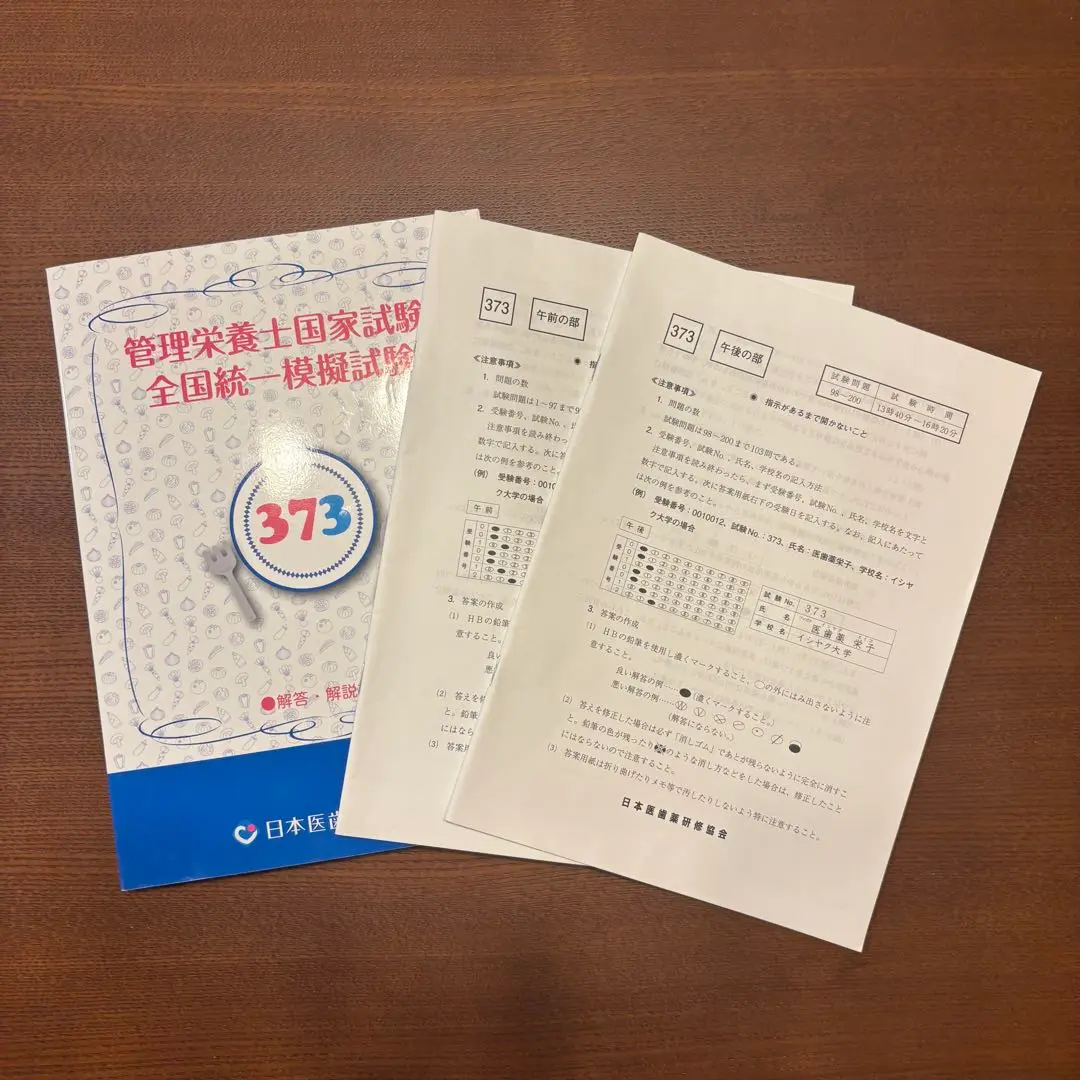 管理栄養士国家試験
全国統一模擬試験
373
●解答・解説
日本医歯
373
午前の部
≪注意事項≫
◉ 指
1. 問題の数
試験問題は1～97まで9
2. 受験番号、試験No.、氏名
注意事項を読み終わっ
数字で記入する。次に答
は次の例を参考のこと。
(例) 受験番号：0010
ク大学の場合
午前
受験番号
0
0
1
0
0
1
2
3. 答案の作成
(1) HBの鉛筆
意すること。
良い
悪い
(2) 答えを修
と。鉛筆
にはなら
(3) 答案用
373
午後の部
試験問題 試験時間
98～200 13時40分～16時20分
≪注意事項≫
◉ 指示があるまで開かないこと
1. 問題の数
試験問題は98～200まで103問である。
2. 受験番号、試験No.、氏名、学校名の記入方法
注意事項を読み終わったら、まず受験番号、試験No.、氏名、学校名を文字と
数字で記入する。次に答案用紙右下の受験日を記入する。なお、記入にあたって
は次の例を参考のこと。
(例) 受験番号：0010012、試験No.：373、氏名：医歯薬栄子、学校名：イシヤ
ク大学の場合
午後
受験番号
0
0
1
0
0
1
2
試験No. 373
氏名 医歯薬 栄子
学校名 イシヤク大学
3. 答案の作成
(1) HBの鉛筆を使用し濃くマークすること、○の外にはみ出さないように注
意すること。
良い解答の例……●(濃くマークすること。)
悪い解答の例……
(解答にならない。)
(2) 答えを修正した場合は必ず「消しゴム」であとが残らないように完全に消すこ
と。鉛筆の色が残ったりのような消し方などをした場合は、修正したこと
にはならないので注意すること。
(3) 答案用紙は折り曲げたりメモ等で汚したりしないよう特に注意すること。
日本医歯薬研修協会